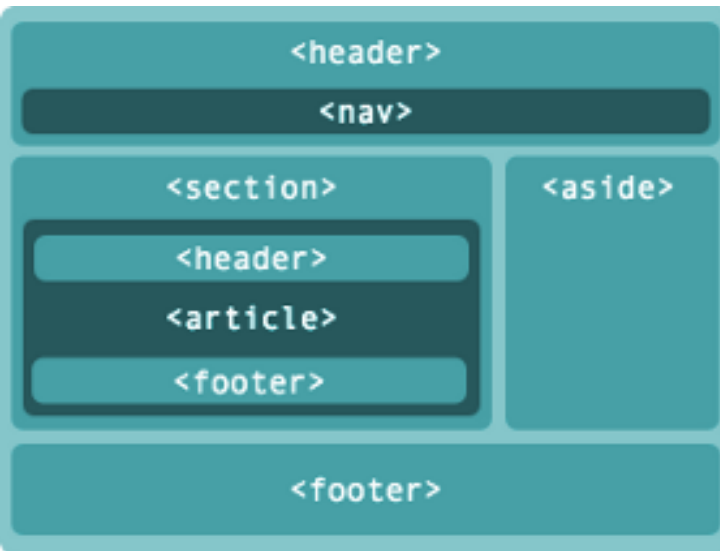 <header>
<nav>
<section>
<aside>
<header>
<article>
<footer>
<footer>